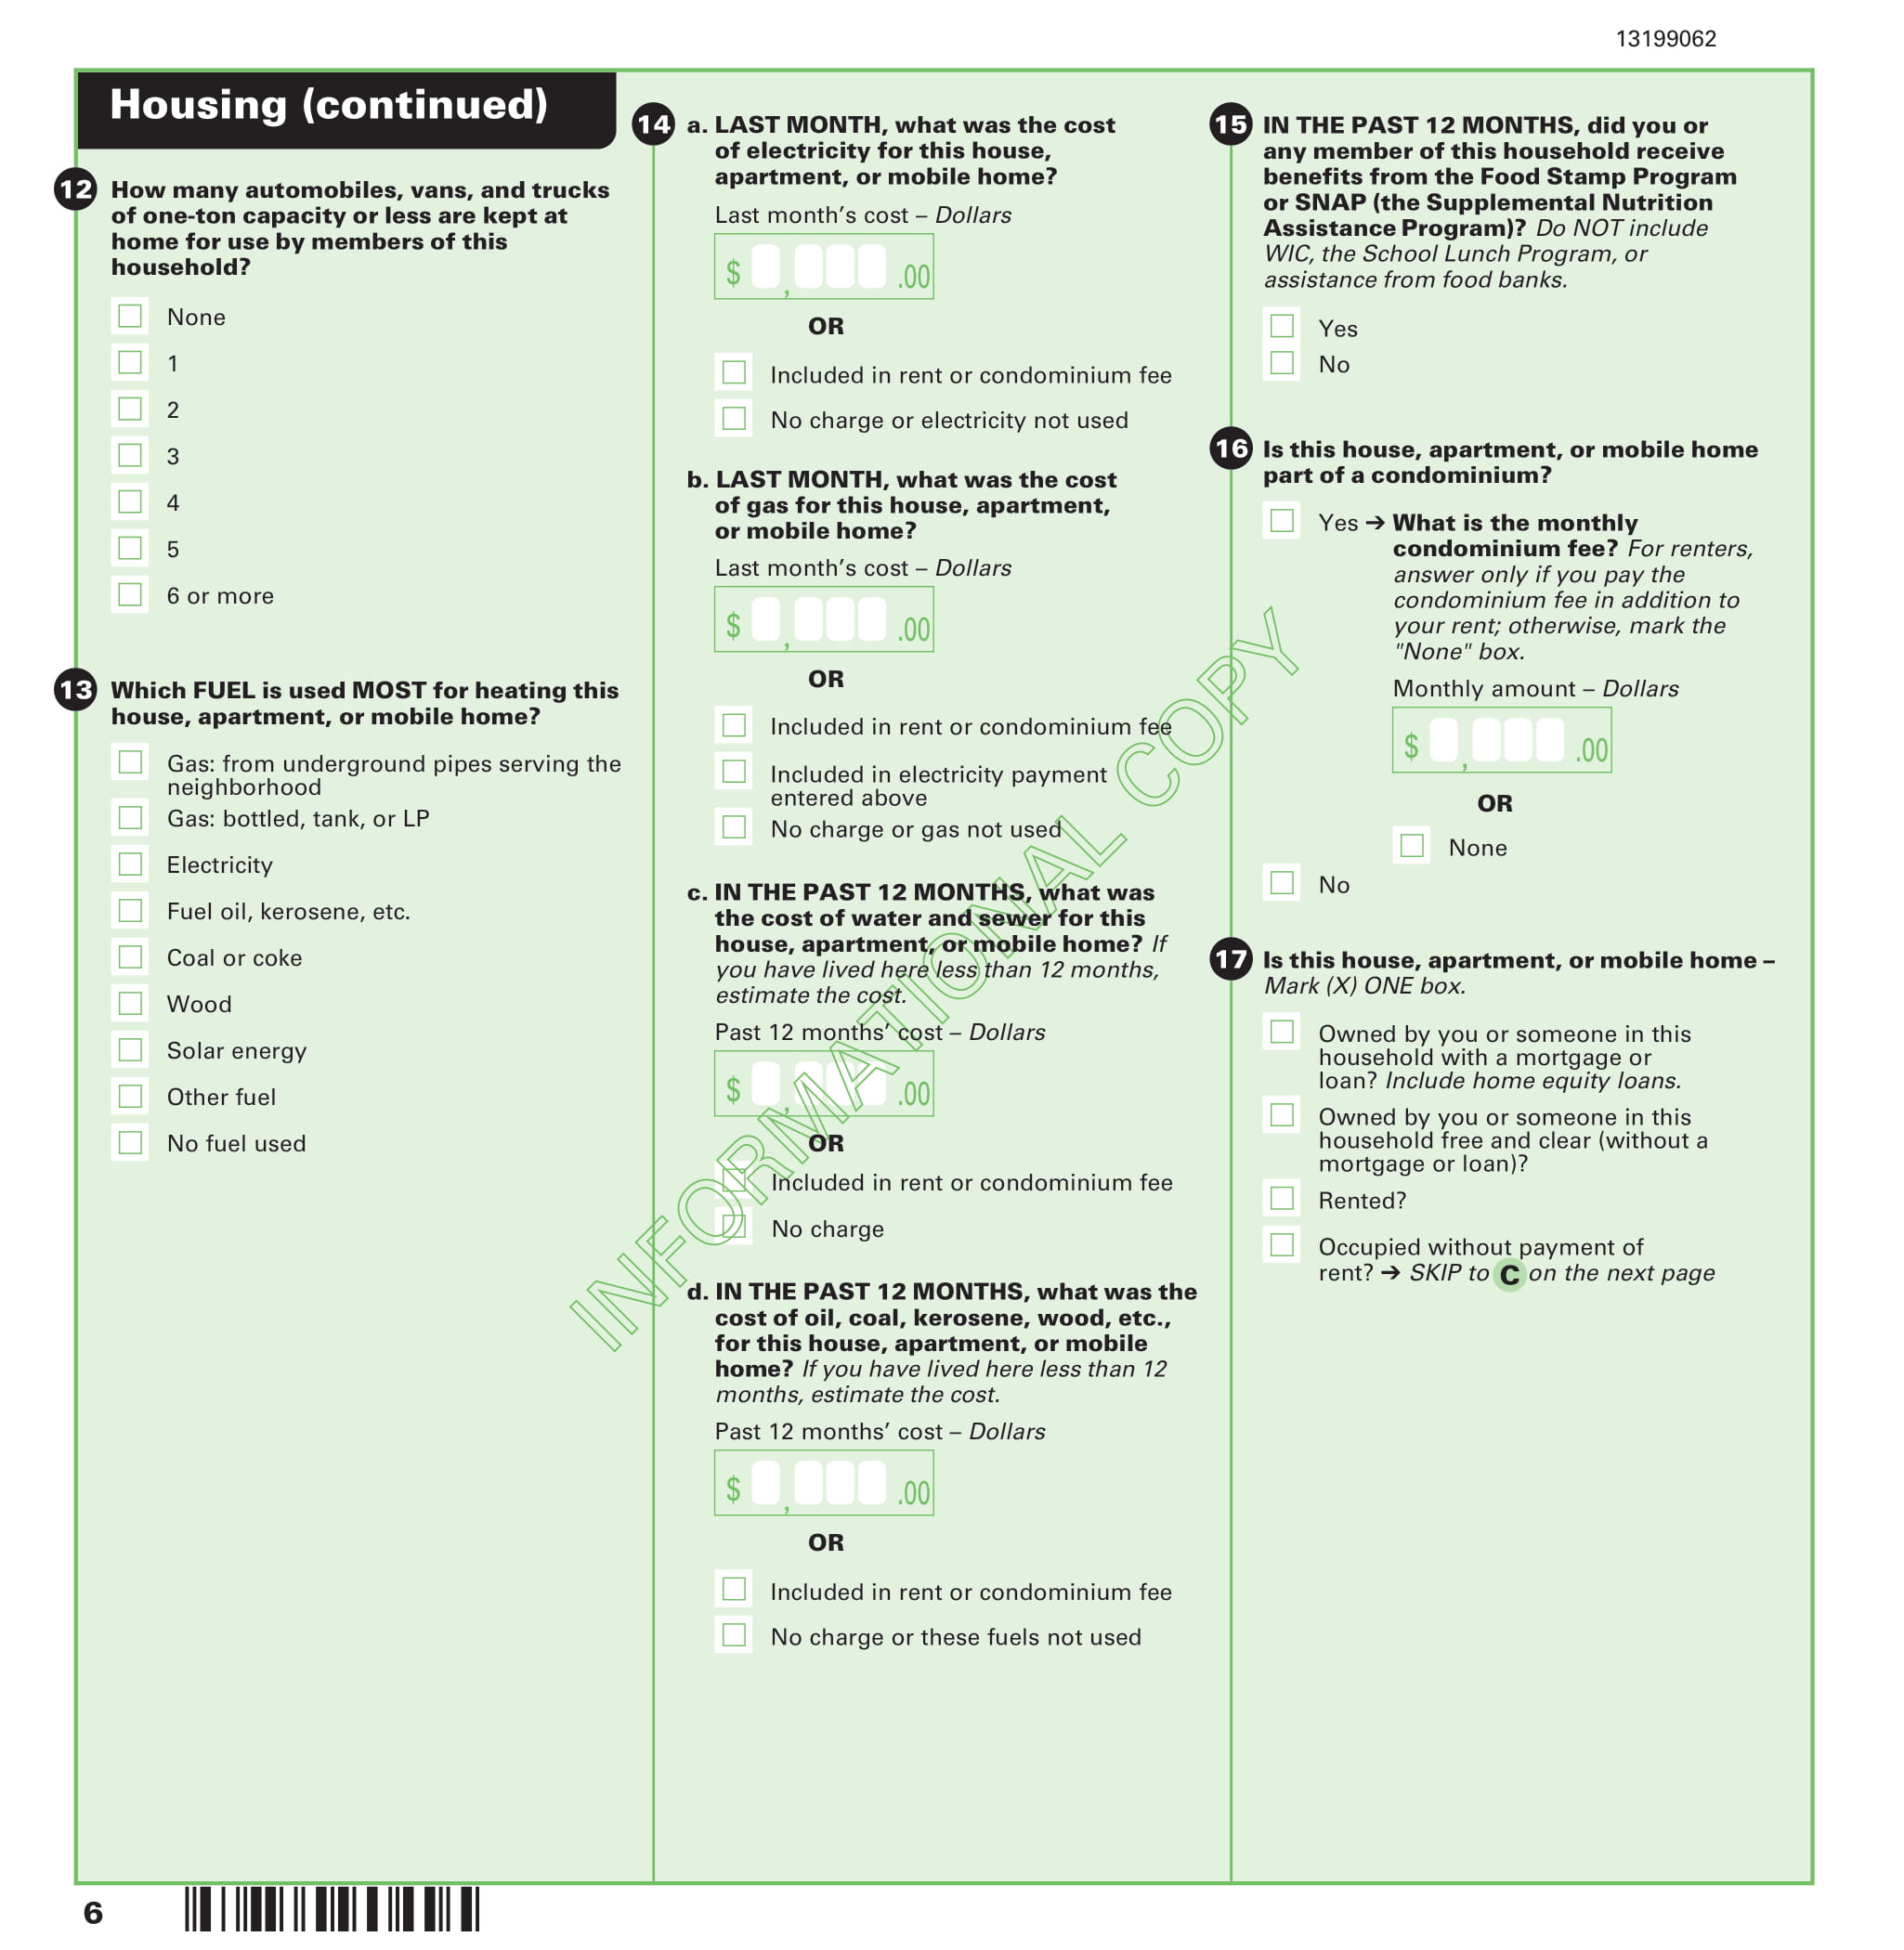 13199062
Housing (continued)
12 How many automobiles, vans, and trucks
of one-ton capacity or less are kept at
home for use by members of this
household?
None
1
2
3
4
5
6 or more
13 Which FUEL is used MOST for heating this
house, apartment, or mobile home?
Gas: from underground pipes serving the
neighborhood
Gas: bottled, tank, or LP
Electricity
Fuel oil, kerosene, etc.
Coal or coke
Wood
Solar energy
Other fuel
No fuel used
14 a. LAST MONTH, what was the cost
of electricity for this house,
apartment, or mobile home?
Last month’s cost – Dollars
$ , .00
OR
Included in rent or condominium fee
No charge or electricity not used
b. LAST MONTH, what was the cost
of gas for this house, apartment,
or mobile home?
Last month’s cost – Dollars
$ , .00
OR
Included in rent or condominium fee
Included in electricity payment
entered above
No charge or gas not used
c. IN THE PAST 12 MONTHS, what was
the cost of water and sewer for this
house, apartment, or mobile home? If
you have lived here less than 12 months,
estimate the cost.
Past 12 months’ cost – Dollars
$ , .00
OR
Included in rent or condominium fee
No charge
d. IN THE PAST 12 MONTHS, what was the
cost of oil, coal, kerosene, wood, etc.,
for this house, apartment, or mobile
home? If you have lived here less than 12
months, estimate the cost.
Past 12 months’ cost – Dollars
$ , .00
OR
Included in rent or condominium fee
No charge or these fuels not used
15 IN THE PAST 12 MONTHS, did you or
any member of this household receive
benefits from the Food Stamp Program
or SNAP (the Supplemental Nutrition
Assistance Program)? Do NOT include
WIC, the School Lunch Program, or
assistance from food banks.
Yes
No
16 Is this house, apartment, or mobile home
part of a condominium?
Yes ➔ What is the monthly
condominium fee? For renters,
answer only if you pay the
condominium fee in addition to
your rent; otherwise, mark the
"None" box.
Monthly amount – Dollars
$ , .00
OR
None
No
17 Is this house, apartment, or mobile home –
Mark (X) ONE box.
Owned by you or someone in this
household with a mortgage or
loan? Include home equity loans.
Owned by you or someone in this
household free and clear (without a
mortgage or loan)?
Rented?
Occupied without payment of
rent? ➔ SKIP to C on the next page
INFORMATIONAL COPY
6